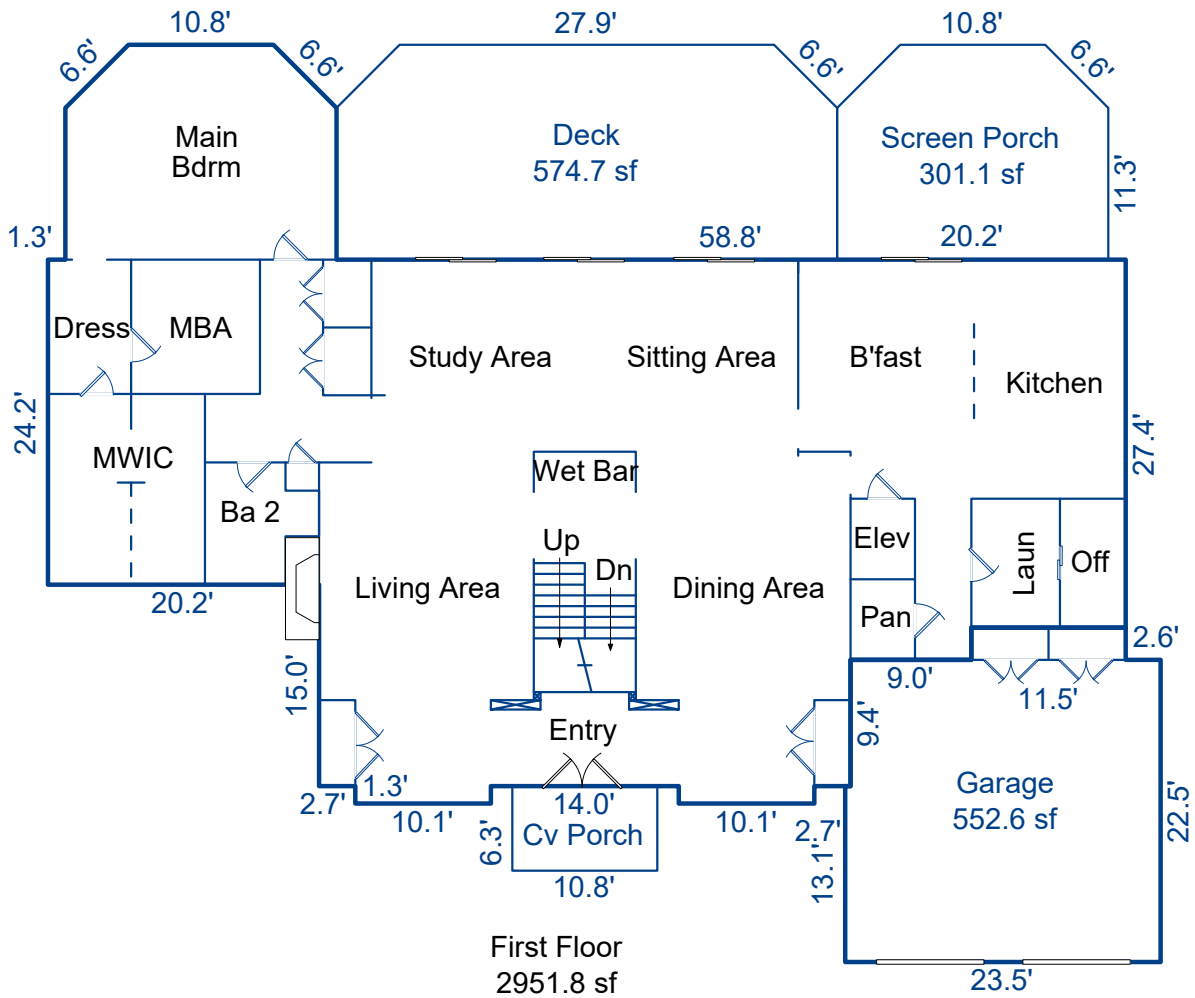 10.8'
27.9'
10.8'
6.6'
6.6'
6.6'
6.6'
Main
Bdrm
Deck
574.7 sf
Screen Porch
301.1 sf
11.3'
1.3'
58.8'
20.2'
Dress
MBA
Study Area
Sitting Area
B'fast
Kitchen
24.2'
27.4'
MWIC
Wet Bar
Ba 2
Up
Elev
Laun
Off
Dn
20.2'
Living Area
Dining Area
Pan
2.6'
15.0'
9.0'
11.5'
9.4'
Entry
1.3'
2.7'
14.0'
10.1'
10.1'
2.7'
Garage
552.6 sf
22.5'
6.3'
Cv Porch
13.1'
10.8'
First Floor
2951.8 sf
23.5'